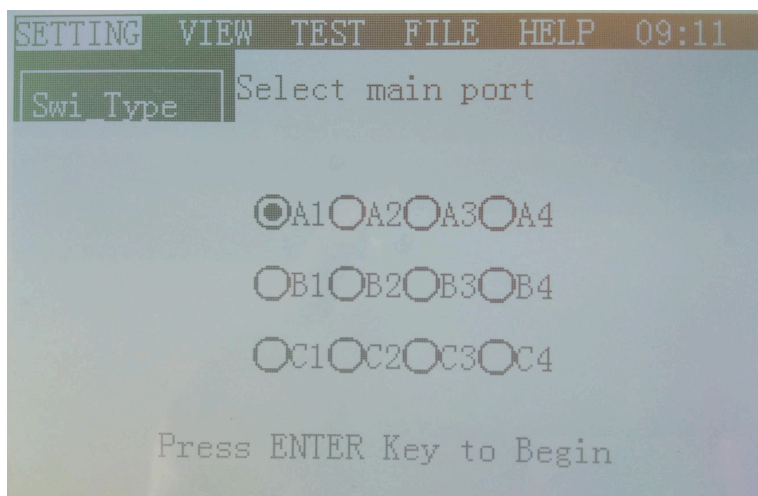 SETTING VIEW TEST FILE HELP 09:11
Swi_Type
Select main port
A1 A2 A3 A4
B1 B2 B3 B4
C1 C2 C3 C4
Press ENTER Key to Begin